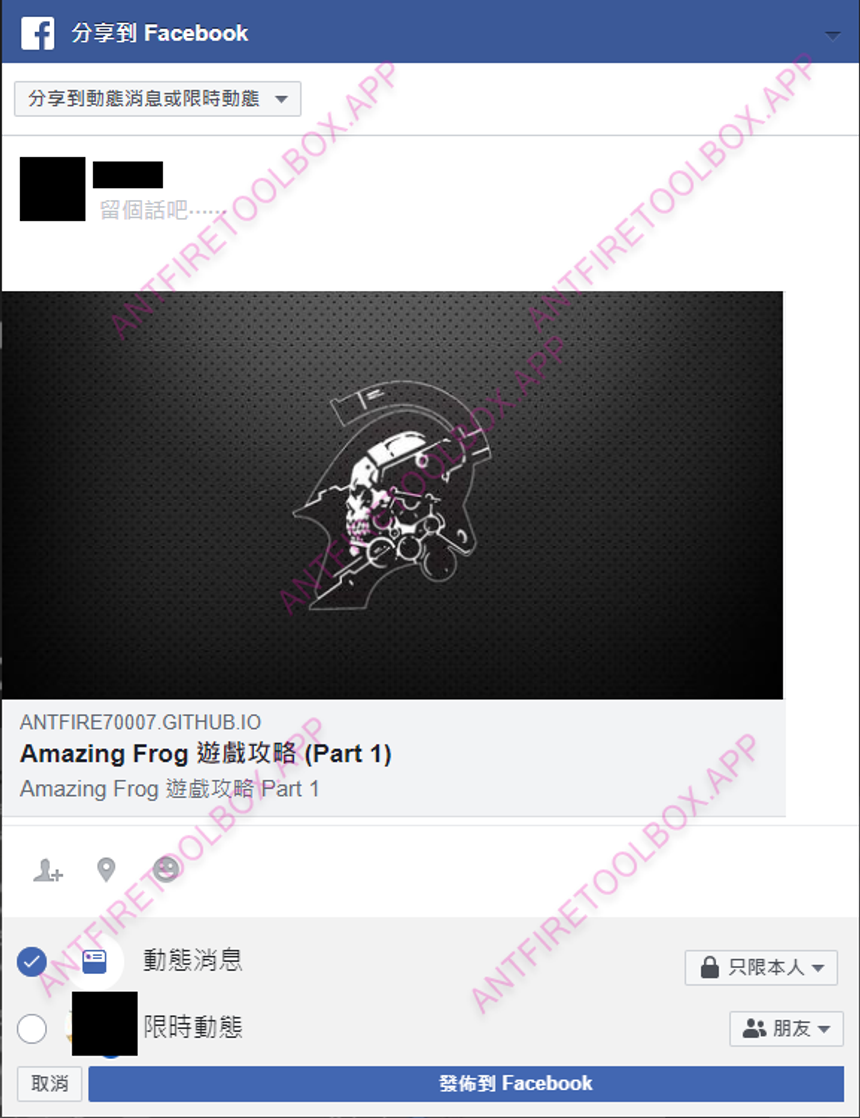 分享到 Facebook
分享到動態消息或限時動態
留個話吧……
ANTFIRE70007.GITHUB.IO
Amazing Frog 遊戲攻略 (Part 1)
Amazing Frog 遊戲攻略 Part 1
動態消息
只限本人
限時動態
朋友
取消
發佈到 Facebook
ANTFIRETOOLBOX.APP
ANTFIRETOOLBOX.APP
ANTFIRETOOLBOX.APP
ANTFIRETOOLBOX.APP
ANTFIRETOOLBOX.APP